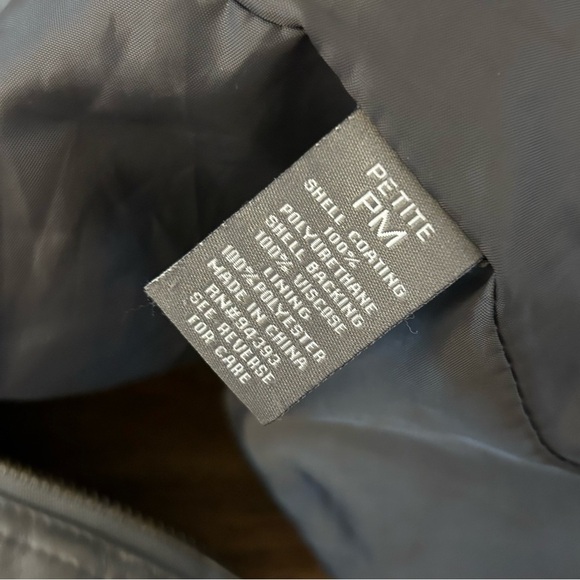 PETITE
PM
SHELL COATING
100%
POLYURETHANE
SHELL BACKING
100% VISCOSE
LINING
100% POLYESTER
MADE IN CHINA
RN#94393
SEE REVERSE
FOR CARE